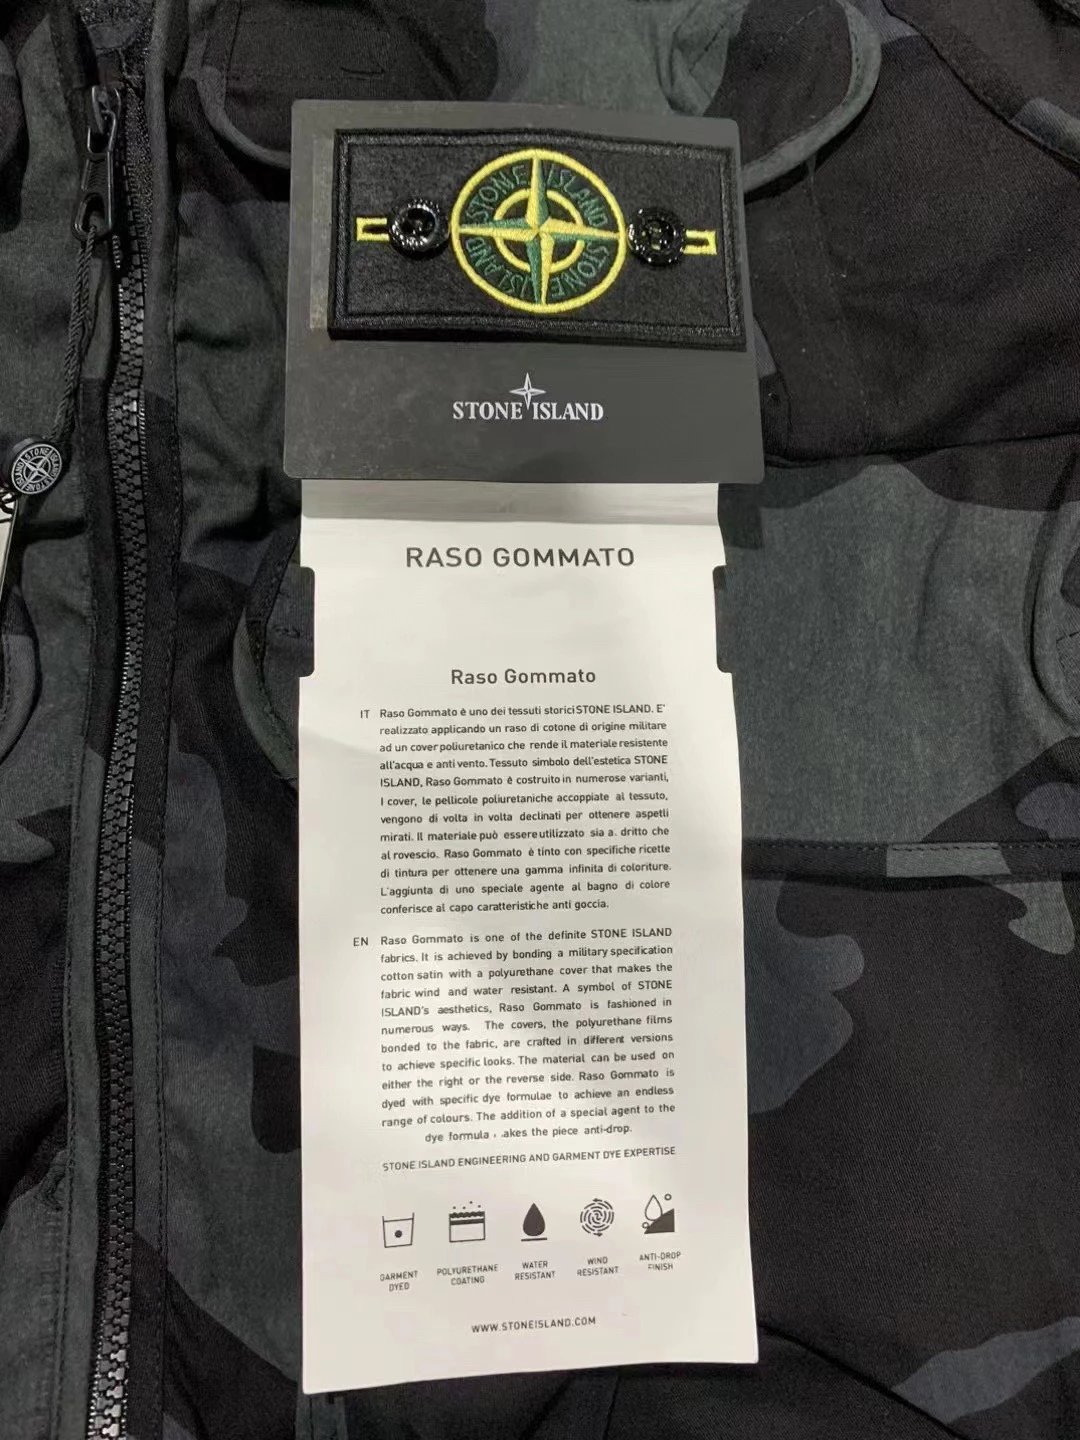 STONE ISLAND
ISLAND STONE
STONE ISLAND
STONE ISLAND
RASO GOMMATO
Raso Gommato
IT Raso Gommato è uno dei tessuti storici STONE ISLAND. E'
realizzato applicando un raso di cotone di origine militare
ad un cover poliuretanico che rende il materiale resistente
all'acqua e anti vento. Tessuto simbolo dell'estetica STONE
ISLAND, Raso Gommato è costruito in numerose varianti,
I cover, le pellicole poliuretaniche accoppiate al tessuto,
vengono di volta in volta declinati per ottenere aspetli
mirati. Il materiale può essere utilizzato sia a. dritto che
al rovescio. Raso Gommato è tinto con specifiche ricette
di tintura per ottenere una gamma infinita di coloriture.
L'aggiunta di uno speciale agente al bagno di colore
conferisce al capo caratteristiche anti goccia.
EN Raso Gommato is one of the definite STONE ISLAND
fabrics. It is achieved by bonding a military specification
cotton satin with a polyurethane cover that makes the
fabric wind and water resistant. A symbol of STONE
ISLAND's aesthetics, Raso Gommato is fashioned in
numerous ways. The covers, the polyurethane films
bonded to the fabric, are crafted in different versions
to achieve specific looks. The material can be used on
either the right or the reverse side. Raso Gommato is
dyed with specific dye formulae to achieve an endless
range of colours. The addition of a special agent to the
dye formula . .akes the piece anti-drop.
STONE ISLAND ENGINEERING AND GARMENT DYE EXPERTISE
GARMENT DYED
POLYURETHANE COATING
WATER RESISTANT
WIND RESISTANT
ANTI-DROP FINISH
WWW.STONEISLAND.COM